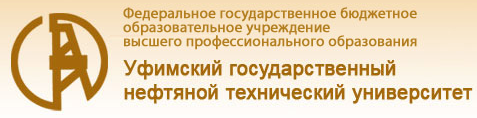 Федеральное государственное бюджетное
образовательное учреждение
высшего профессионального образования
Уфимский государственный
нефтяной технический университет